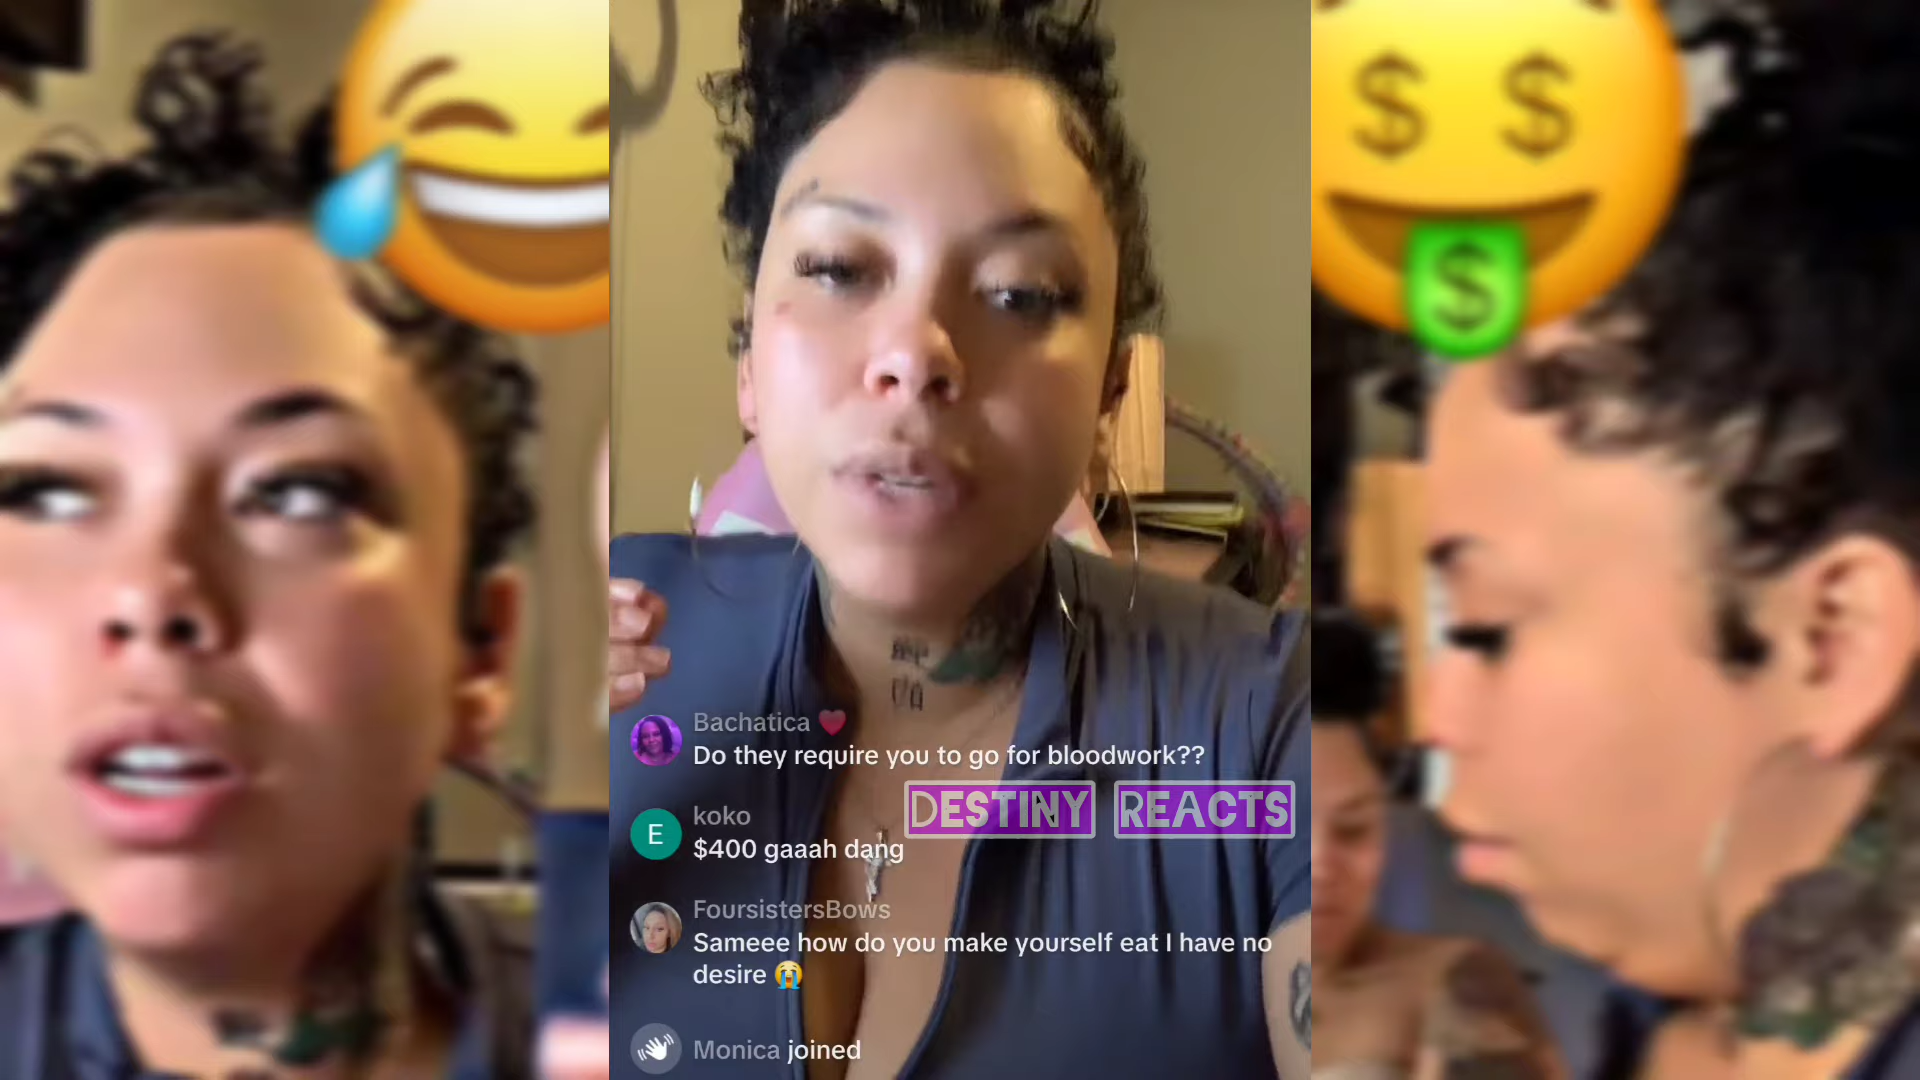 Bachatica ❤️
Do they require you to go for bloodwork??
DESTINY REACTS
koko
E
$400 gaaah dang
FoursistersBows
Sameee how do you make yourself eat I have no
desire 😭
Monica joined